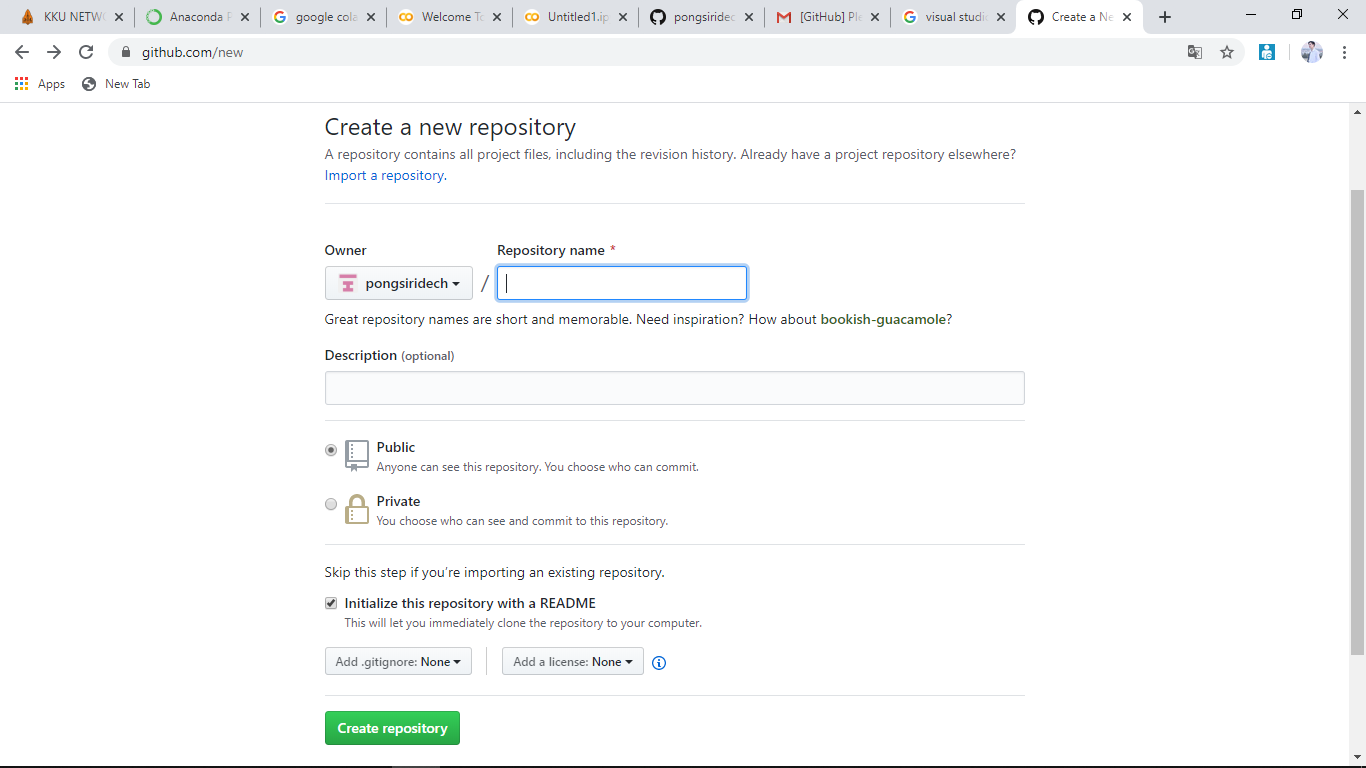 KKU NETWO
Anaconda P
google cola
Welcome To
Untitled1.ip
pongsiridec
[GitHub] Ple
visual studio
Create a Ne
github.com/new
Apps
New Tab
Create a new repository
A repository contains all project files, including the revision history. Already have a project repository elsewhere?
Import a repository.
Owner
Repository name *
pongsiridech
/
Great repository names are short and memorable. Need inspiration? How about bookish-guacamole?
Description (optional)
Public
Anyone can see this repository. You choose who can commit.
Private
You choose who can see and commit to this repository.
Skip this step if you’re importing an existing repository.
Initialize this repository with a README
This will let you immediately clone the repository to your computer.
Add .gitignore: None
Add a license: None
Create repository